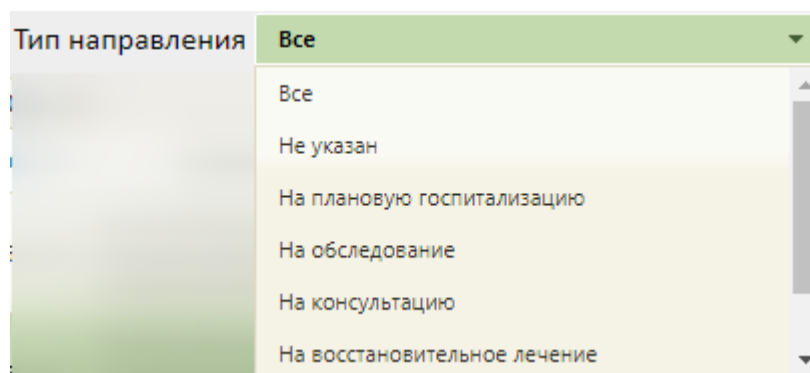 Тип направления Все
Все
Не указан
На плановую госпитализацию
На обследование
На консультацию
На восстановительное лечение